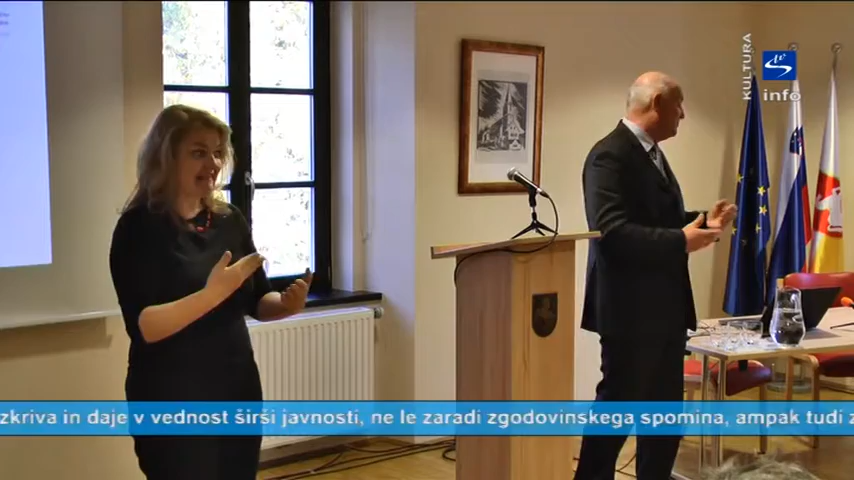 KULTURA
info
zkriva in daje v vednost širši javnosti, ne le zaradi zgodovinskega spomina, ampak tudi z